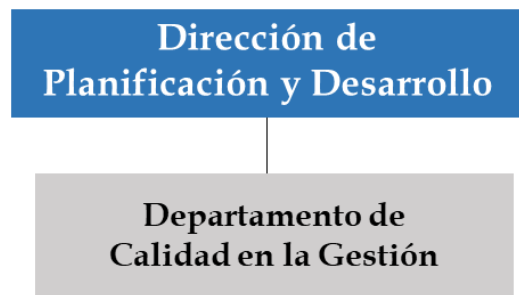 Dirección de
Planificación y Desarrollo
Departamento de
Calidad en la Gestión